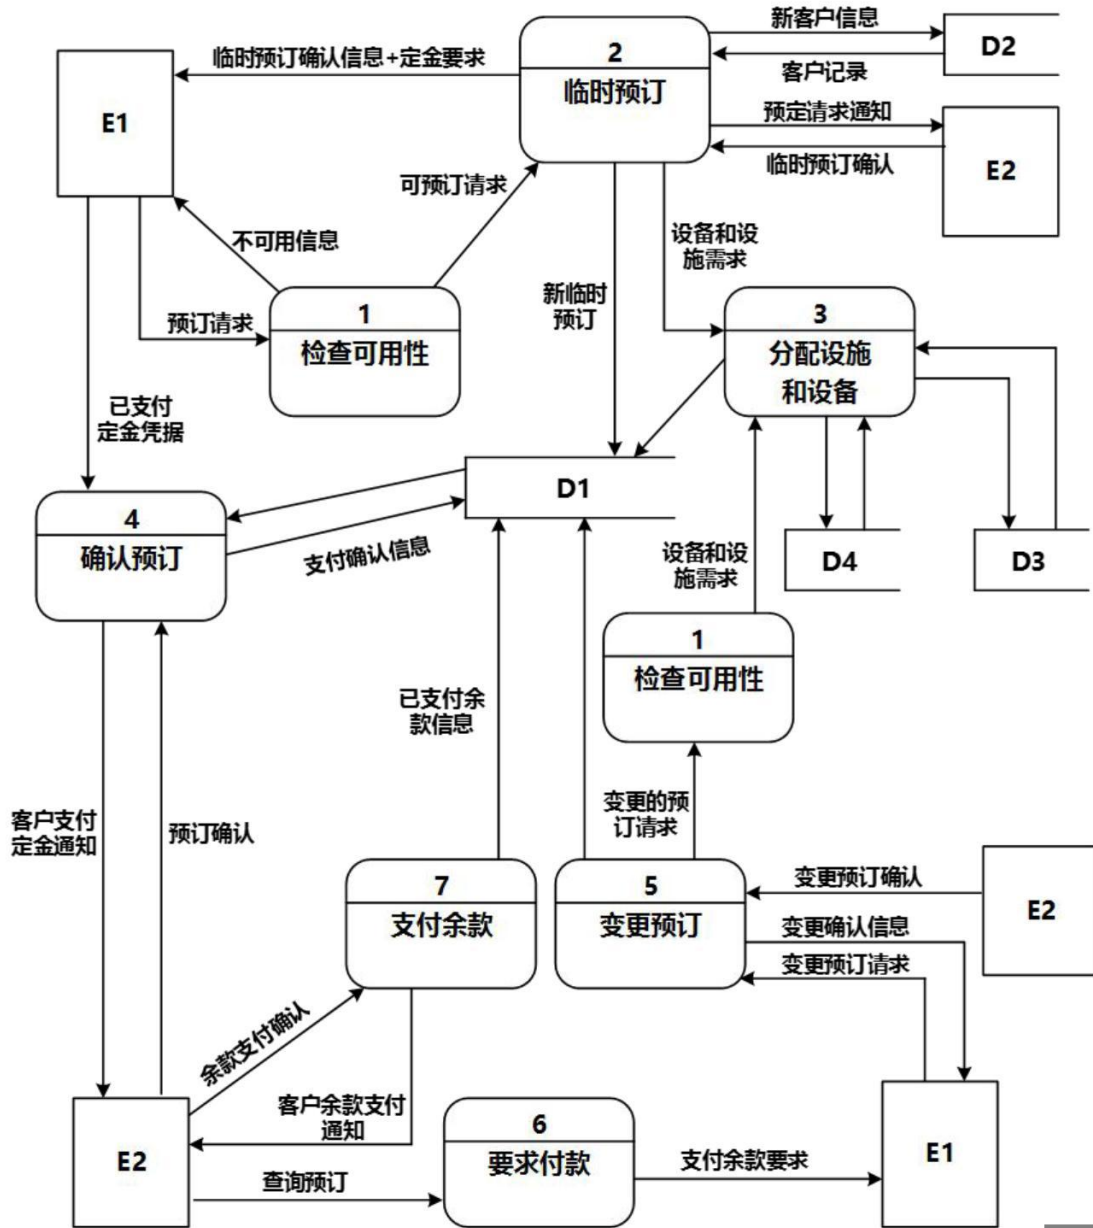 新客户信息
D2
客户记录
2
临时预订
临时预订确认信息+定金要求
E1
预定请求通知
E2
临时预订确认
可预订请求
不可用信息
设备和设
施需求
新临时
预订
预订请求
1
检查可用性
3
分配设施
和设备
已支付
定金凭据
D1
4
确认预订
支付确认信息
设备和设
施需求
D4
D3
1
检查可用性
已支付余
款信息
客户支付
定金通知
预订确认
变更的预
订请求
7
支付余款
5
变更预订
变更预订确认
E2
变更确认信息
变更预订请求
余款支付确认
客户余款支付
通知
6
要求付款
E2
查询预订
支付余款要求
E1